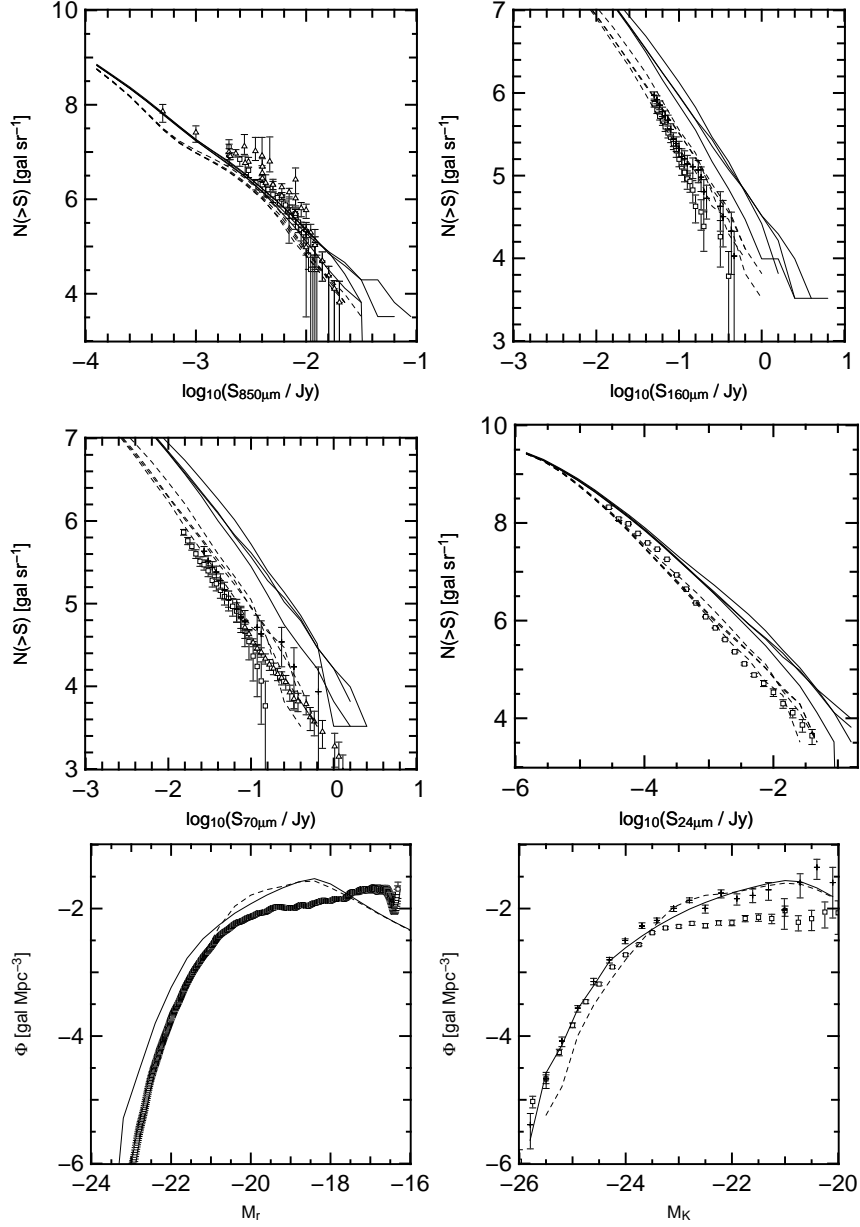 10
8
6
4
N(>S) [gal sr⁻¹]
−4 −3 −2 −1
log₁₀(S₈₅₀μm / Jy)
7
6
5
4
3
N(>S) [gal sr⁻¹]
−3 −2 −1 0 1
log₁₀(S₁₆₀μm / Jy)
7
6
5
4
3
N(>S) [gal sr⁻¹]
−3 −2 −1 0 1
log₁₀(S₇₀μm / Jy)
10
8
6
4
N(>S) [gal sr⁻¹]
−6 −4 −2
log₁₀(S₂₄μm / Jy)
−2
−4
−6
Φ [gal Mpc⁻³]
−24 −22 −20 −18 −16
Mᵣ
−2
−4
−6
Φ [gal Mpc⁻³]
−26 −24 −22 −20
M_K